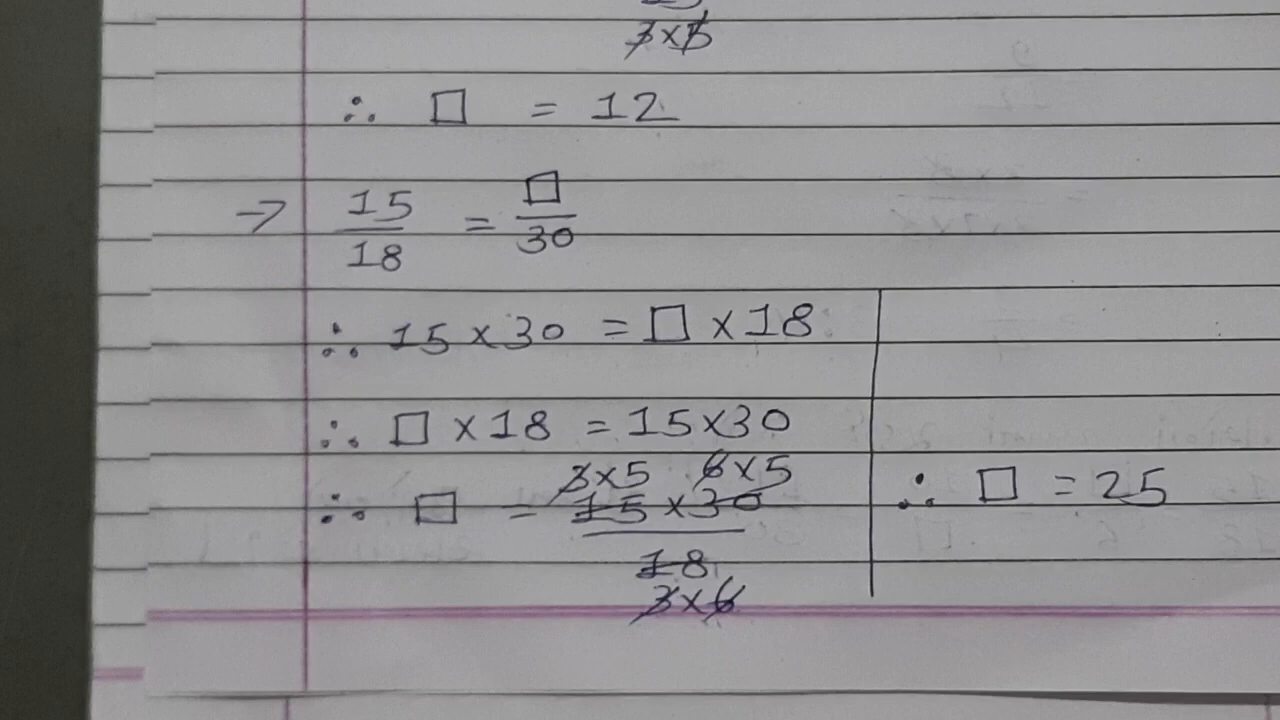 3×5
∴ □ = 12
→ 15/18 = □/30
∴ 15 × 30 = □ × 18
∴ □ × 18 = 15 × 30
3×5 6×5
∴ □ = 15 × 30
18
3×6
∴ □ = 25